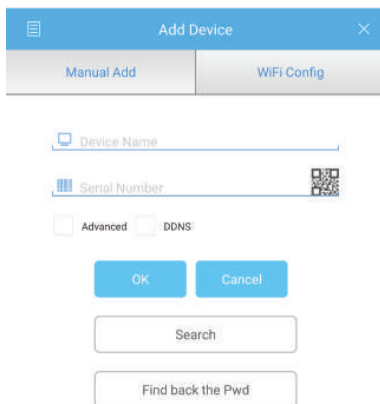 Add Device
Manual Add WiFi Config
Device Name
Serial Number
Advanced DDNS
OK Cancel
Search
Find back the Pwd